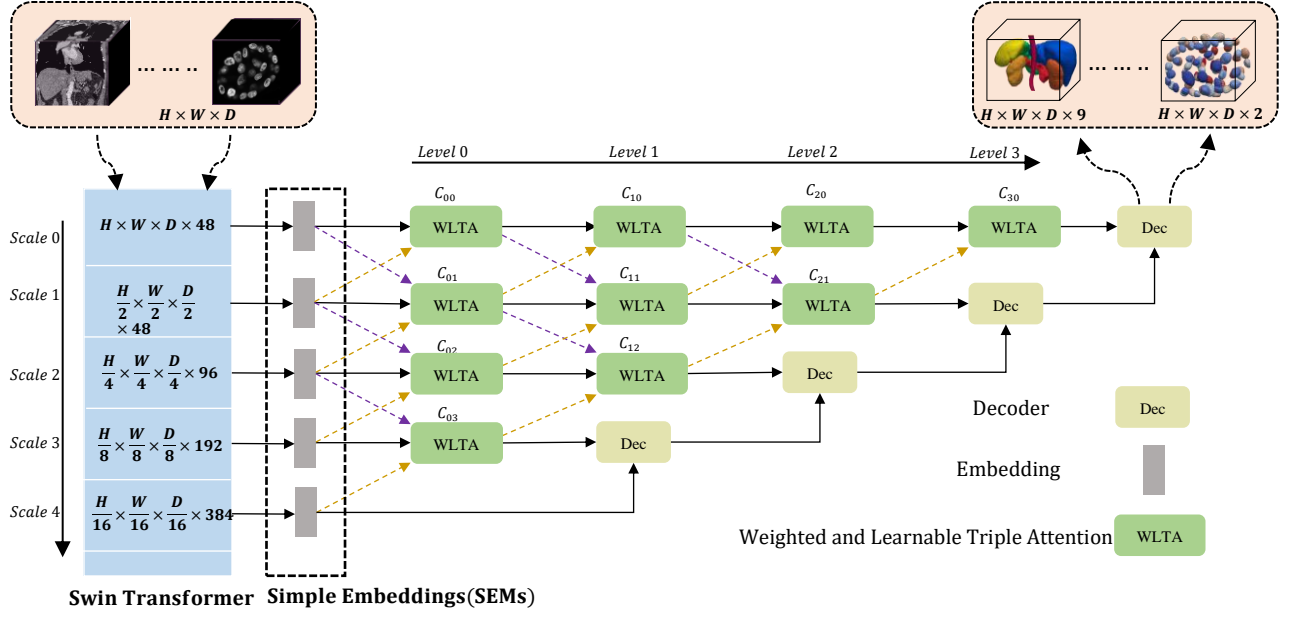 ... ... ..
H × W × D
... ... ..
H × W × D × 9
H × W × D × 2
Level 0
Level 1
Level 2
Level 3
Scale 0
Scale 1
Scale 2
Scale 3
Scale 4
H × W × D × 48
H/2 × W/2 × D/2
× 48
H/4 × W/4 × D/4 × 96
H/8 × W/8 × D/8 × 192
H/16 × W/16 × D/16 × 384
C₀₀
C₁₀
C₂₀
C₃₀
WLTA
WLTA
WLTA
WLTA
Dec
C₀₁
C₁₁
C₂₁
WLTA
WLTA
WLTA
Dec
C₀₂
C₁₂
WLTA
WLTA
Dec
C₀₃
WLTA
Dec
Decoder
Dec
Embedding
Weighted and Learnable Triple Attention
WLTA
Swin Transformer
Simple Embeddings(SEMs)